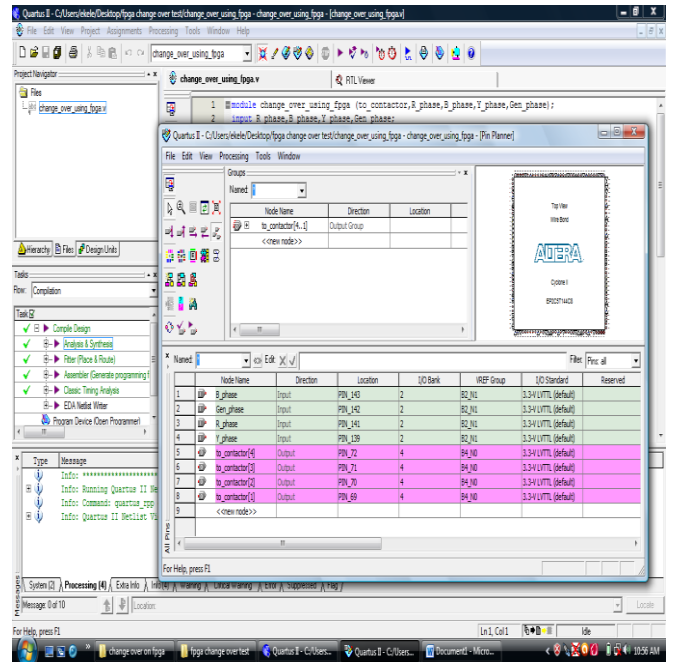 Quartus II - C:/Users/ekele/Desktop/fpga change over test/change_over_using_fpga - change_over_using_fpga - [change_over_using_fpga.v]
File Edit View Project Assignments Processing Tools Window Help
change_over_using_fpga
Project Navigator
Files
change_over_using_fpga.v
Hierarchy Files Design Units
change_over_using_fpga.v
RTL Viewer
1 module change_over_using_fpga (to_contactor,R_phase,B_phase,Y_phase,Gen_phase);
2 input R_phase,B_phase,Y_phase,Gen_phase;
Quartus II - C:/Users/ekele/Desktop/fpga change over test/change_over_using_fpga - change_over_using_fpga - [Pin Planner]
File Edit View Processing Tools Window
Groups
Named:
Node Name Direction Location
to_contactor[4..1] Output Group
<<new node>>
Top View
Wire Bond
ALTERA
Cyclone II
EP2C5T144C8
Tasks
Flow: Compilation
Task
Compile Design
Analysis & Synthesis
Fitter (Place & Route)
Assembler (Generate programming f
Classic Timing Analysis
EDA Netlist Writer
Program Device (Open Programmer)
Named: Edit: Filter: Pins: all
Node Name Direction Location I/O Bank VREF Group I/O Standard Reserved
1 B_phase Input PIN_143 2 B2_N1 3.3-V LVTTL (default)
2 Gen_phase Input PIN_142 2 B2_N1 3.3-V LVTTL (default)
3 R_phase Input PIN_141 2 B2_N1 3.3-V LVTTL (default)
4 Y_phase Input PIN_139 2 B2_N1 3.3-V LVTTL (default)
5 to_contactor[4] Output PIN_72 4 B4_N0 3.3-V LVTTL (default)
6 to_contactor[3] Output PIN_71 4 B4_N0 3.3-V LVTTL (default)
7 to_contactor[2] Output PIN_70 4 B4_N0 3.3-V LVTTL (default)
8 to_contactor[1] Output PIN_69 4 B4_N0 3.3-V LVTTL (default)
9 <<new node>>
All Pins
For Help, press F1
Type Message
Info: *********************
Info: Running Quartus II Ne
Info: Command: quartus_rpp
Info: Quartus II Netlist Vi
System (2) Processing (4) Extra Info Info (4) Warning Critical Warning Error Suppressed Flag
Messages
Message: 0 of 10 Location: Locate
For Help, press F1 Ln 1, Col 1 Idle
change over on fpga fpga change over test Quartus II - C:/Users... Quartus II - C:/Users... Document1 - Micro... 10:56 AM